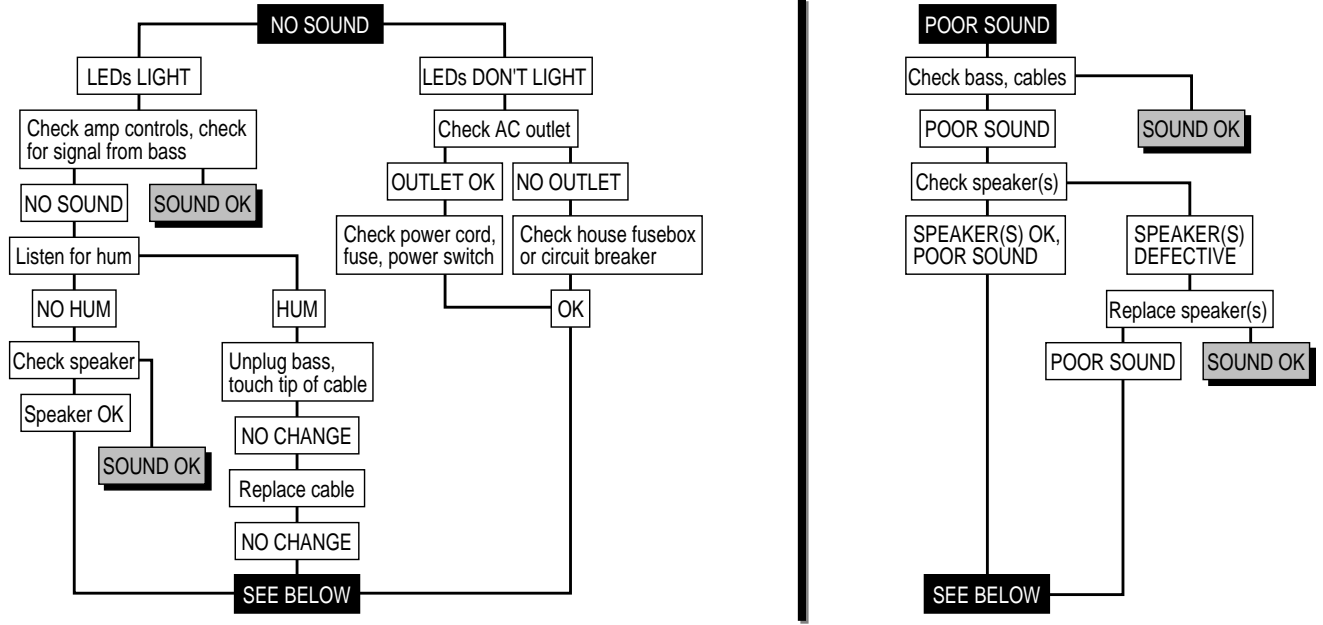 NO SOUND
LEDs LIGHT
Check amp controls, check
for signal from bass
NO SOUND
SOUND OK
Listen for hum
NO HUM
Check speaker
Speaker OK
SOUND OK
HUM
Unplug bass,
touch tip of cable
NO CHANGE
Replace cable
NO CHANGE
LEDs DON'T LIGHT
Check AC outlet
OUTLET OK
NO OUTLET
Check power cord,
fuse, power switch
Check house fusebox
or circuit breaker
OK
SEE BELOW
POOR SOUND
Check bass, cables
POOR SOUND
SOUND OK
Check speaker(s)
SPEAKER(S) OK,
POOR SOUND
SPEAKER(S)
DEFECTIVE
Replace speaker(s)
POOR SOUND
SOUND OK
SEE BELOW